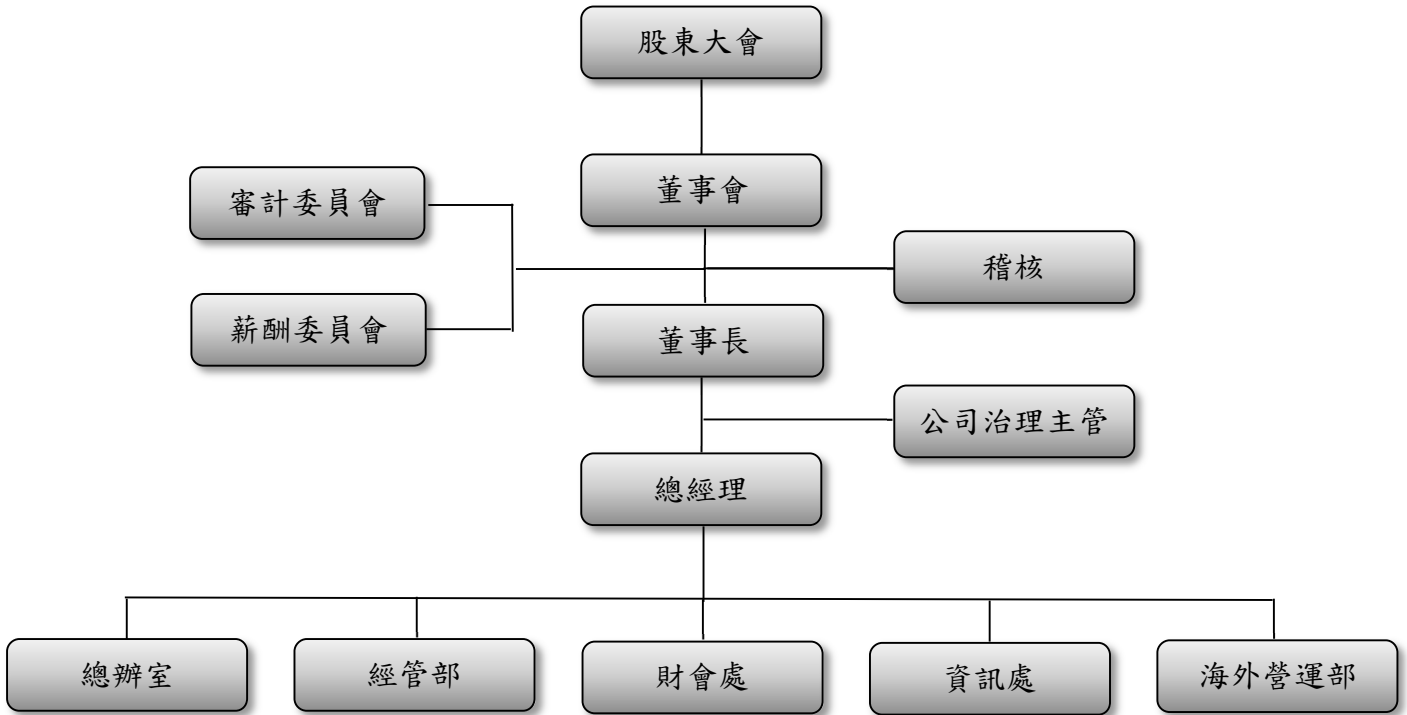 股東大會
董事會
審計委員會
稽核
薪酬委員會
董事長
公司治理主管
總經理
總辦室
經管部
財會處
資訊處
海外營運部